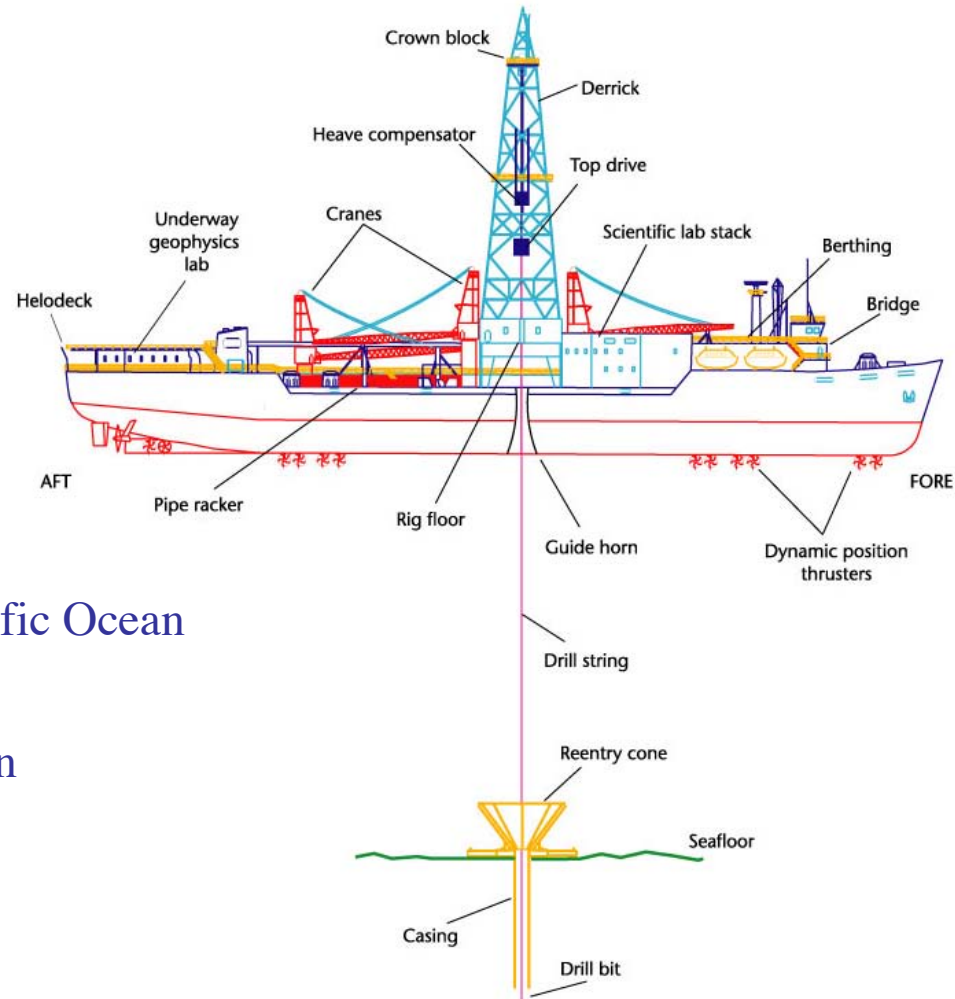 Crown block
Derrick
Heave compensator
Top drive
Cranes
Underway
geophysics
lab
Scientific lab stack
Berthing
Helodeck
Bridge
AFT
FORE
Pipe racker
Rig floor
Guide horn
Dynamic position
thrusters
fic Ocean
Drill string
n
Reentry cone
Seafloor
Casing
Drill bit